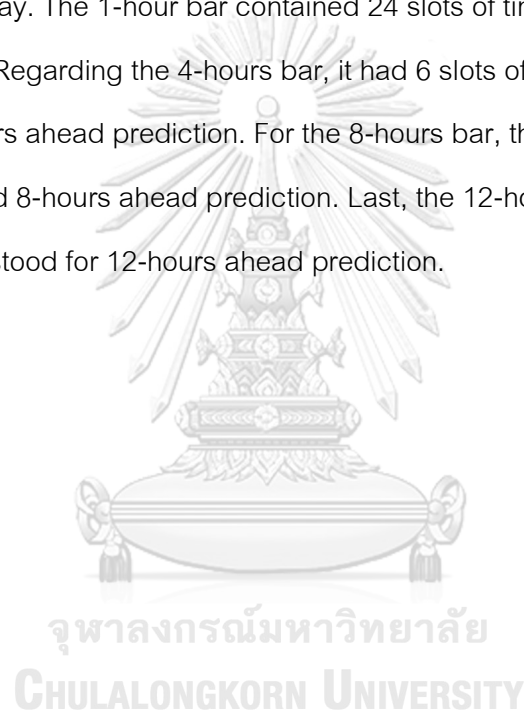 ay. The 1-hour bar contained 24 slots of tim
Regarding the 4-hours bar, it had 6 slots of
rs ahead prediction. For the 8-hours bar, th
d 8-hours ahead prediction. Last, the 12-ho
stood for 12-hours ahead prediction.
จุฬาลงกรณ์มหาวิทยาลัย
CHULALONGKORN UNIVERSITY